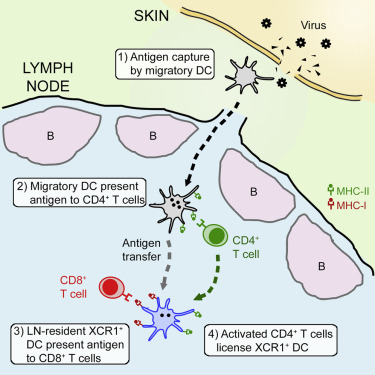 SKIN
Virus
1) Antigen capture
by migratory DC
LYMPH
NODE
B
B
B
B
2) Migratory DC present
antigen to CD4⁺ T cells
MHC-II
MHC-I
Antigen
transfer
CD4⁺
T cell
CD8⁺
T cell
3) LN-resident XCR1⁺
DC present antigen
to CD8⁺ T cells
4) Activated CD4⁺ T cells
license XCR1⁺ DC